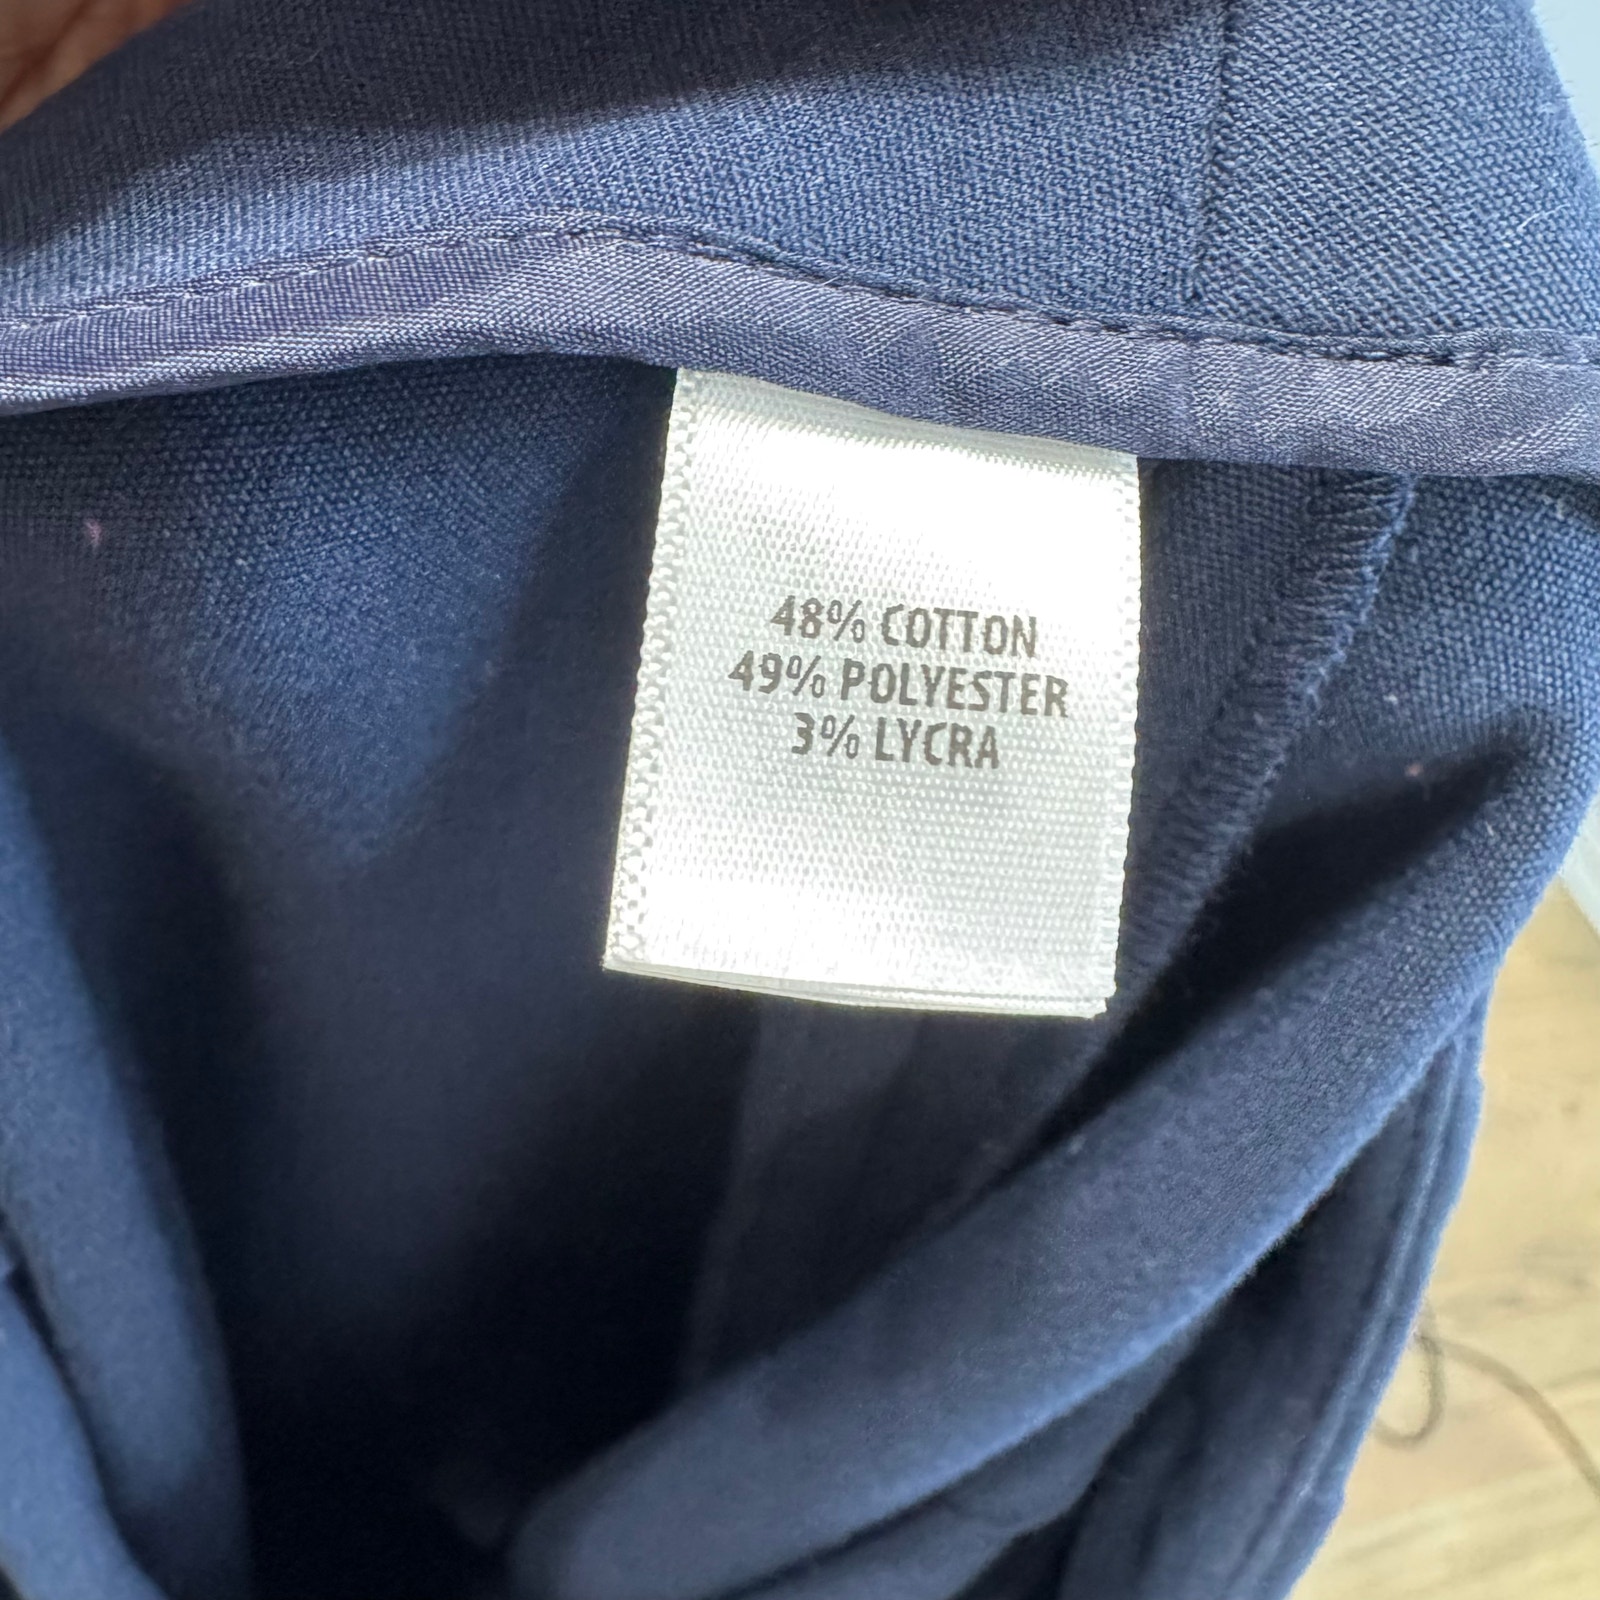 48% COTTON
49% POLYESTER
3% LYCRA